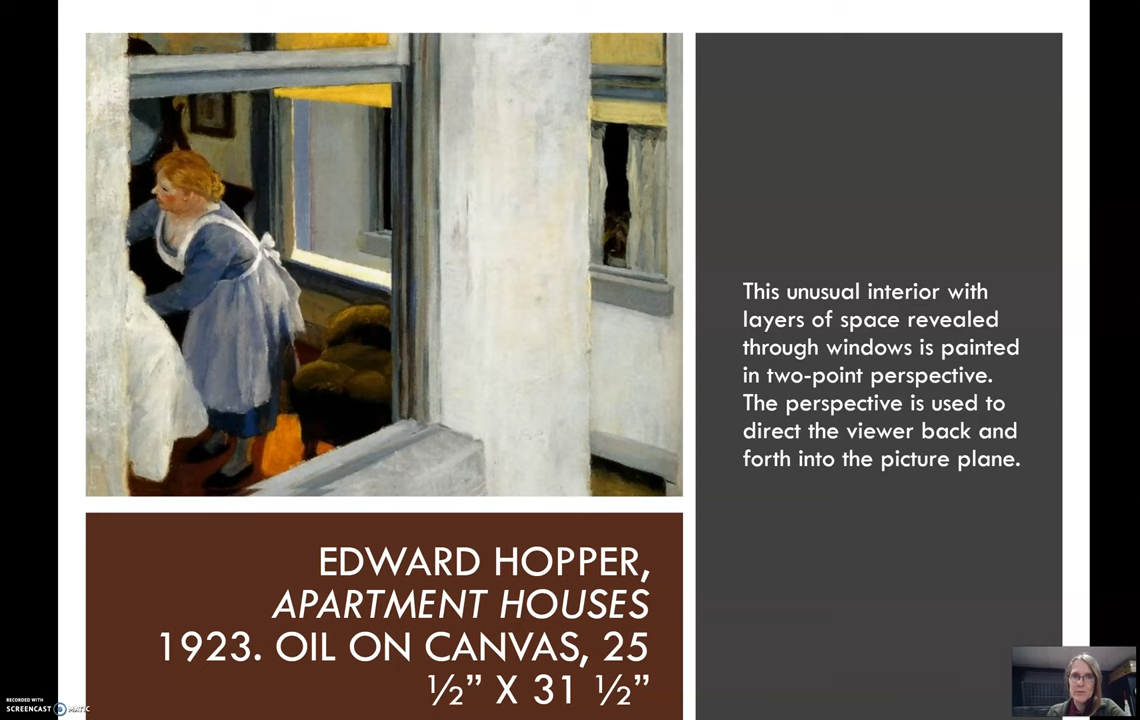 This unusual interior with
layers of space revealed
through windows is painted
in two-point perspective.
The perspective is used to
direct the viewer back and
forth into the picture plane.
EDWARD HOPPER,
APARTMENT HOUSES
1923. OIL ON CANVAS, 25
½” X 31 ½”
RECORDED WITH
SCREENCAST MATIC